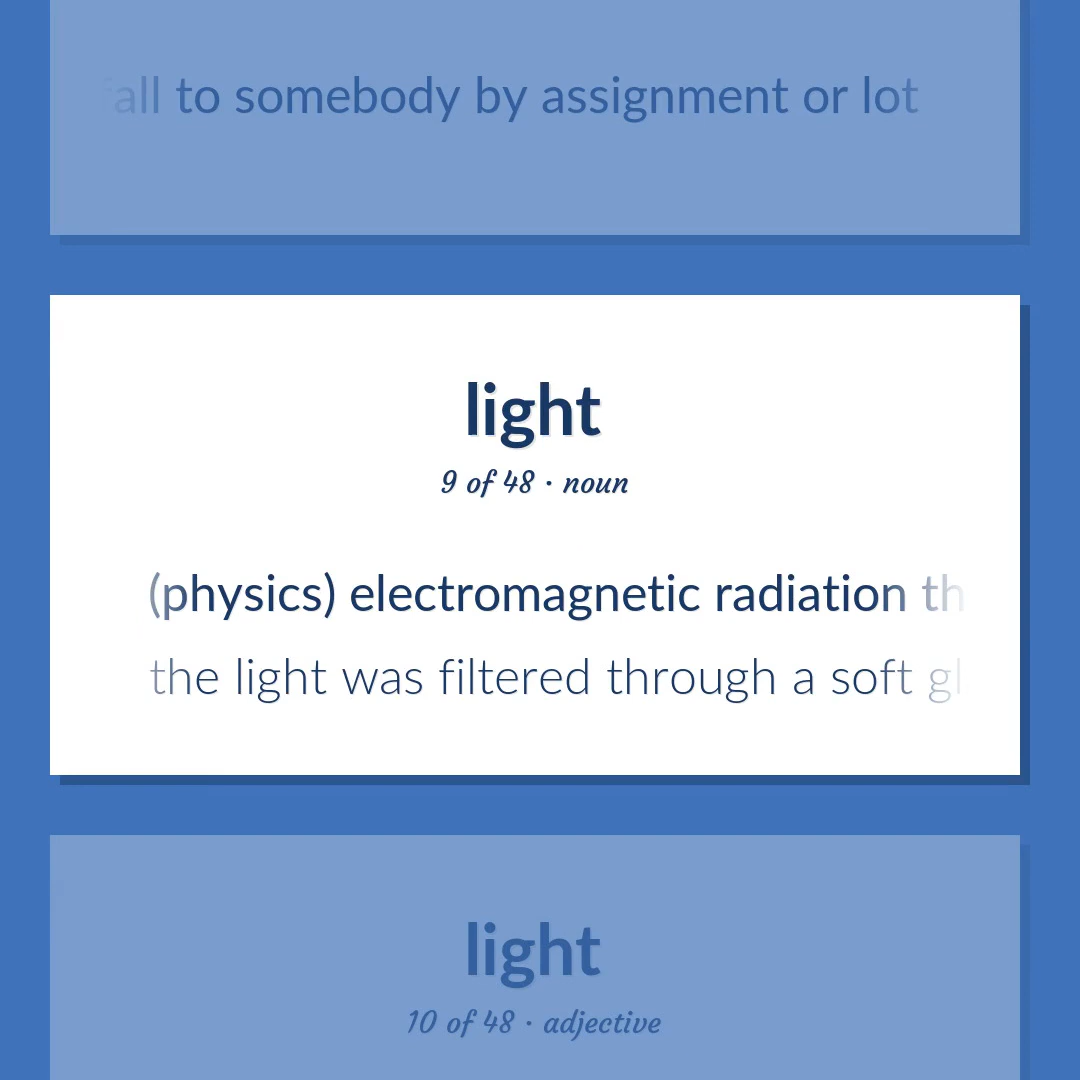 to somebody by assignment or lot
light
9 of 48 · noun
(physics) electromagnetic radiation
the light was filtered through a soft
light
10 of 48 · adjective